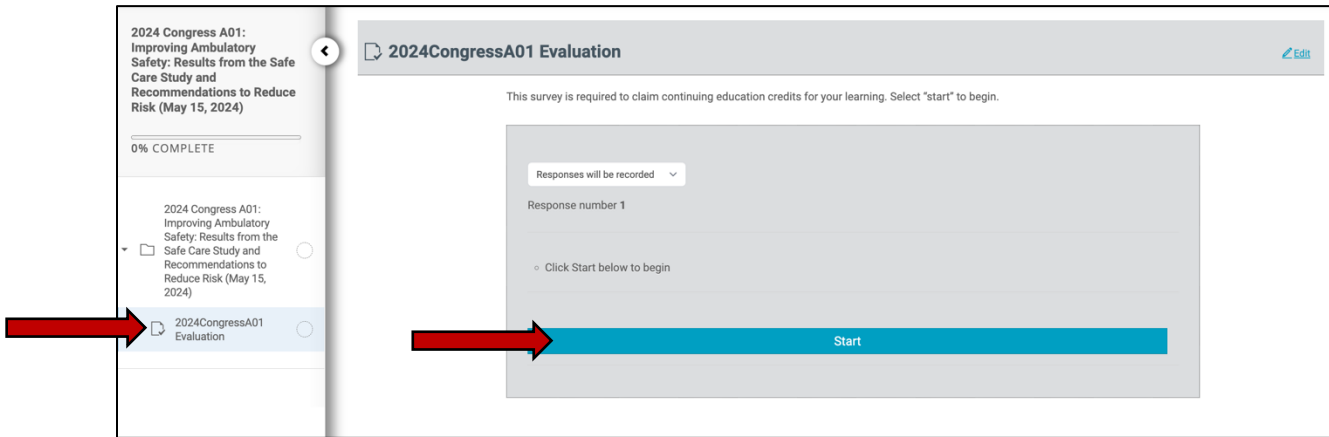 2024 Congress A01:
Improving Ambulatory
Safety: Results from the Safe
Care Study and
Recommendations to Reduce
Risk (May 15, 2024)
0% COMPLETE
2024 Congress A01:
Improving Ambulatory
Safety: Results from the
Safe Care Study and
Recommendations to
Reduce Risk (May 15,
2024)
2024CongressA01
Evaluation
2024CongressA01 Evaluation
Edit
This survey is required to claim continuing education credits for your learning. Select “start” to begin.
Responses will be recorded
Response number 1
Click Start below to begin
Start